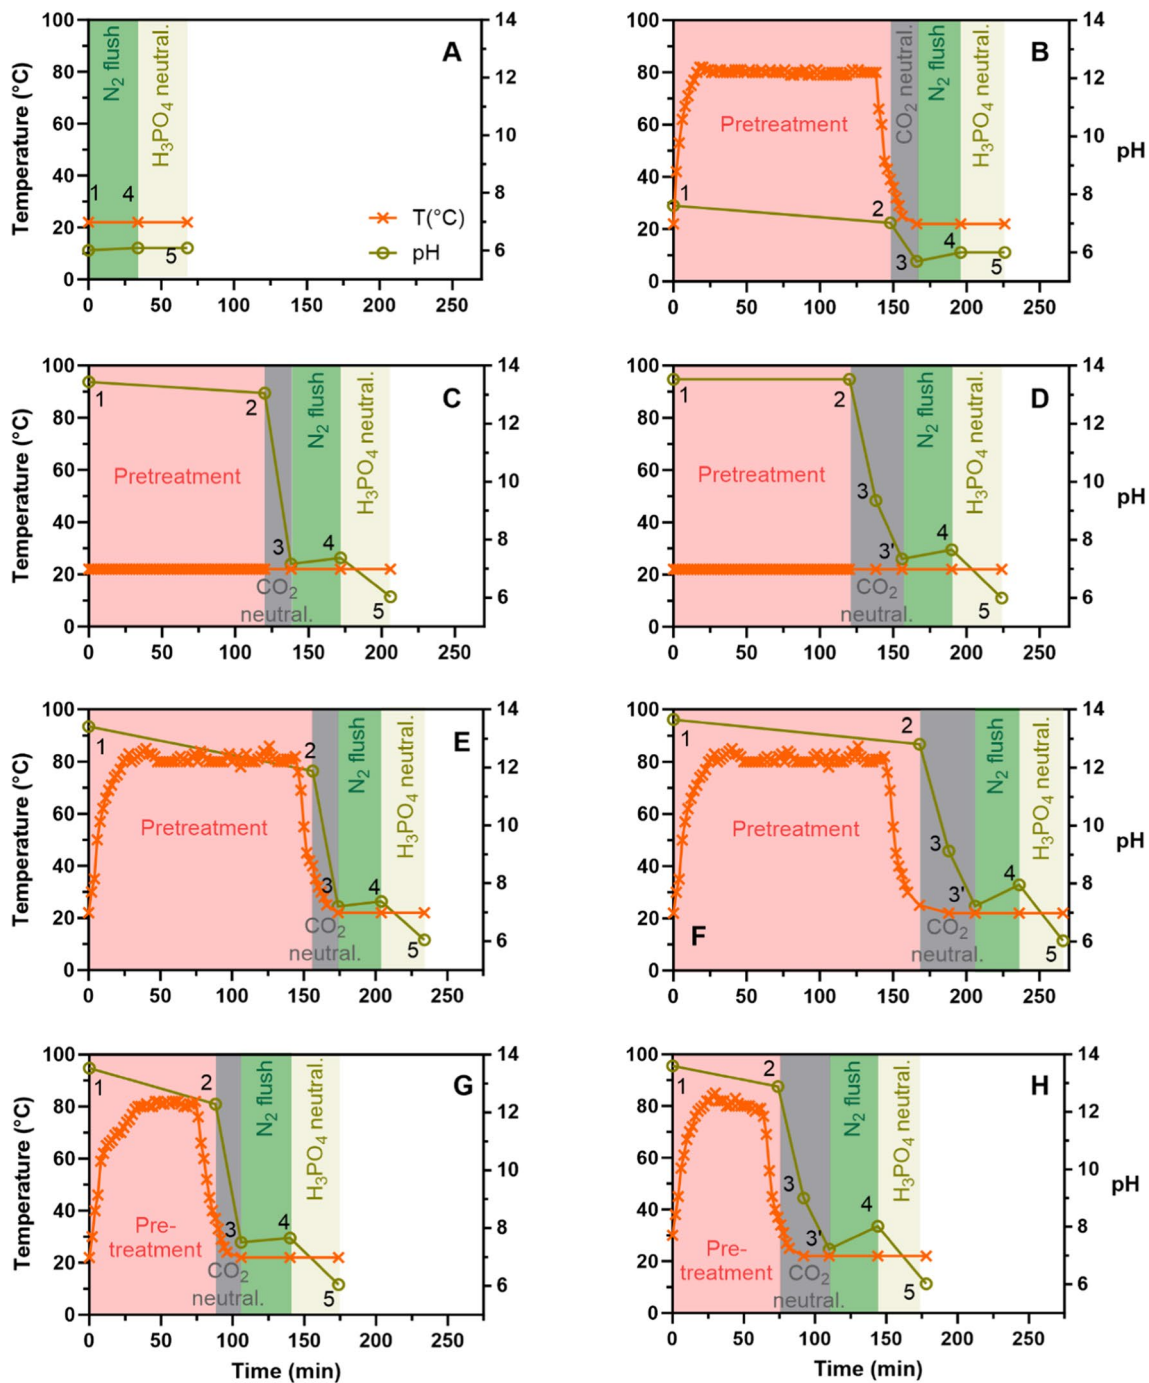 A
Temperature (°C)
100
80
60
40
20
0
N2 flush
H3PO4 neutral.
1
4
5
T(°C)
pH
14
12
10
8
6
0 50 100 150 200 250
B
100
80
60
40
20
0
Pretreatment
CO2 neutral.
N2 flush
H3PO4 neutral.
1
2
3
4
5
14
12
10
8
6
pH
0 50 100 150 200 250
C
Temperature (°C)
100
80
60
40
20
0
Pretreatment
CO2
neutral.
N2 flush
H3PO4 neutral.
1
2
3
4
5
14
12
10
8
6
0 50 100 150 200 250
D
100
80
60
40
20
0
Pretreatment
CO2
neutral.
N2 flush
H3PO4 neutral.
1
2
3
3'
4
5
14
12
10
8
6
pH
0 50 100 150 200 250
E
Temperature (°C)
100
80
60
40
20
0
Pretreatment
CO2
neutral.
N2 flush
H3PO4 neutral.
1
2
3
4
5
14
12
10
8
6
0 50 100 150 200 250
F
100
80
60
40
20
0
Pretreatment
CO2
neutral.
N2 flush
H3PO4 neutral.
1
2
3
3'
4
5
14
12
10
8
6
pH
0 50 100 150 200 250
G
Temperature (°C)
100
80
60
40
20
0
Pre-
treatment
CO2
neutral.
N2 flush
H3PO4 neutral.
1
2
3
4
5
14
12
10
8
6
0 50 100 150 200 250
Time (min)
H
100
80
60
40
20
0
Pre-
treatment
CO2
neutral.
N2 flush
H3PO4 neutral.
1
2
3
3'
4
5
14
12
10
8
6
pH
0 50 100 150 200 250
Time (min)